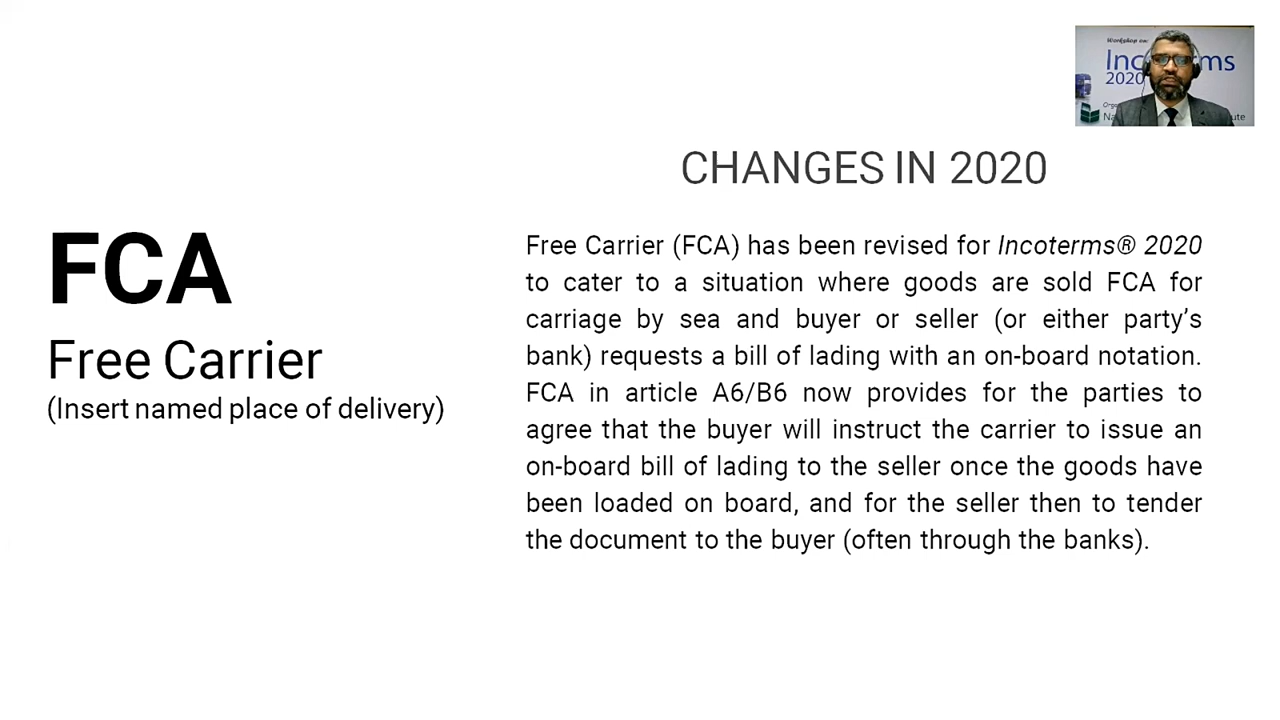 Workshop on:
Inc ms
2020
FCA
Free Carrier
(Insert named place of delivery)
CHANGES IN 2020
Free Carrier (FCA) has been revised for Incoterms® 2020
to cater to a situation where goods are sold FCA for
carriage by sea and buyer or seller (or either party’s
bank) requests a bill of lading with an on-board notation.
FCA in article A6/B6 now provides for the parties to
agree that the buyer will instruct the carrier to issue an
on-board bill of lading to the seller once the goods have
been loaded on board, and for the seller then to tender
the document to the buyer (often through the banks).